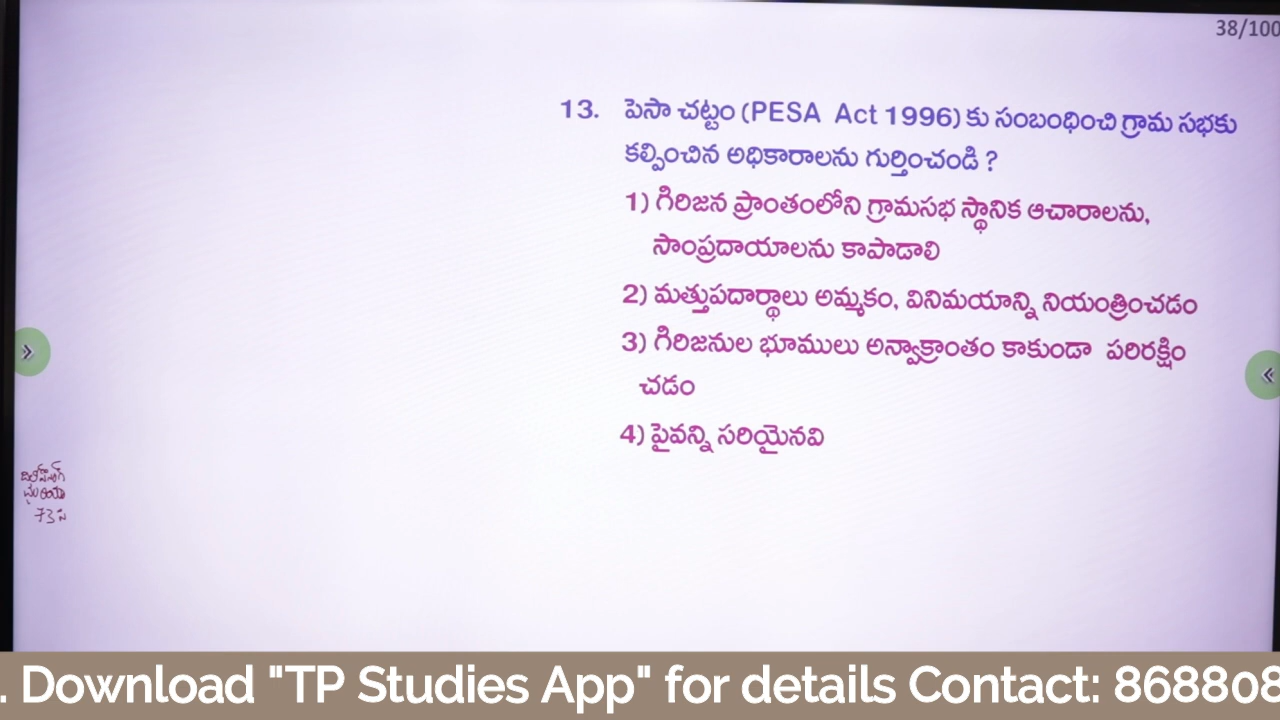 38/100
13. పెసా చట్టం (PESA Act 1996) కు సంబంధించి గ్రామ సభకు
కల్పించిన అధికారాలను గుర్తించండి ?
1) గిరిజన ప్రాంతంలోని గ్రామసభ స్థానిక ఆచారాలను,
సాంప్రదాయాలను కాపాడాలి
2) మత్తుపదార్థాలు అమ్మకం, వినిమయాన్ని నియంత్రించడం
3) గిరిజనుల భూములు అన్వాక్రాంతం కాకుండా పరిరక్షిం
చడం
4) పైవన్ని సరియైనవి
73వ
. Download "TP Studies App" for details Contact: 868808